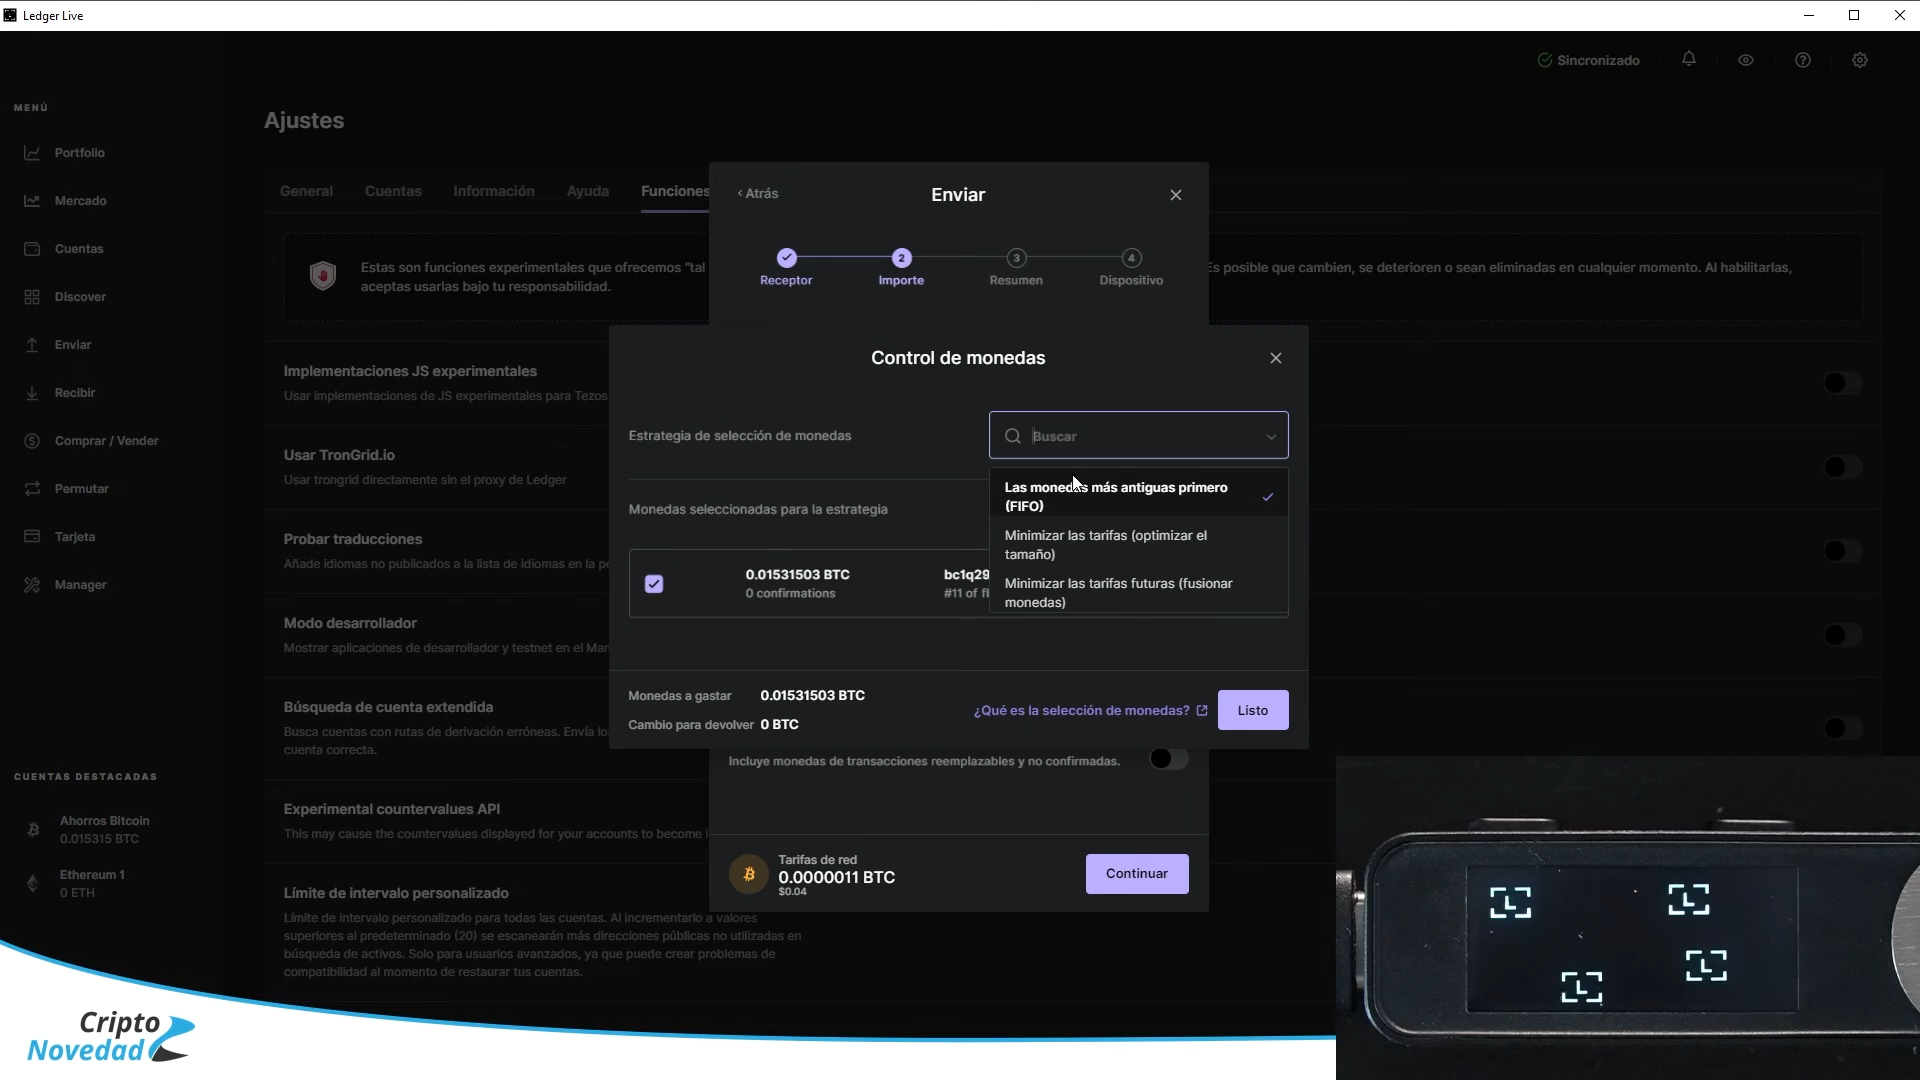 Ledger Live
Sincronizado
MENÚ
Portfolio
Mercado
Cuentas
Discover
Enviar
Recibir
Comprar / Vender
Permutar
Tarjeta
Manager
CUENTAS DESTACADAS
Ahorros Bitcoin
0.015315 BTC
Ethereum 1
0 ETH
Ajustes
General Cuentas Información Ayuda Funciones
Estas son funciones experimentales que ofrecemos "tal
Es posible que cambien, se deterioren o sean eliminadas en cualquier momento. Al habilitarlas,
aceptas usarlas bajo tu responsabilidad.
Implementaciones JS experimentales
Usar implementaciones de JS experimentales para Tezos
Usar TronGrid.io
Usar trongrid directamente sin el proxy de Ledger
Probar traducciones
Añade idiomas no publicados a la lista de idiomas en la
Modo desarrollador
Mostrar aplicaciones de desarrollador y testnet en el
Búsqueda de cuenta extendida
Busca cuentas con rutas de derivación erróneas. Envía
cuenta correcta.
Experimental countervalues API
This may cause the countervalues displayed for your accounts to become
Límite de intervalo personalizado
Límite de intervalo personalizado para todas las cuentas. Al incrementarlo a valores
superiores al predeterminado (20) se escanearán más direcciones públicas no utilizadas en
búsqueda de activos. Solo para usuarios avanzados, ya que puede crear problemas de
compatibilidad al momento de restaurar tus cuentas.
Atrás
Enviar
2 3 4
Receptor Importe Resumen Dispositivo
Control de monedas
Estrategia de selección de monedas
Buscar
Las monedas más antiguas primero
(FIFO)
Minimizar las tarifas (optimizar el
tamaño)
Minimizar las tarifas futuras (fusionar
monedas)
Monedas seleccionadas para la estrategia
0.01531503 BTC
0 confirmations
bc1q29
#11 of
Monedas a gastar 0.01531503 BTC
Cambio para devolver 0 BTC
¿Qué es la selección de monedas?
Listo
Incluye monedas de transacciones reemplazables y no confirmadas.
Tarifas de red
0.0000011 BTC
$0.04
Continuar
Cripto
Novedad